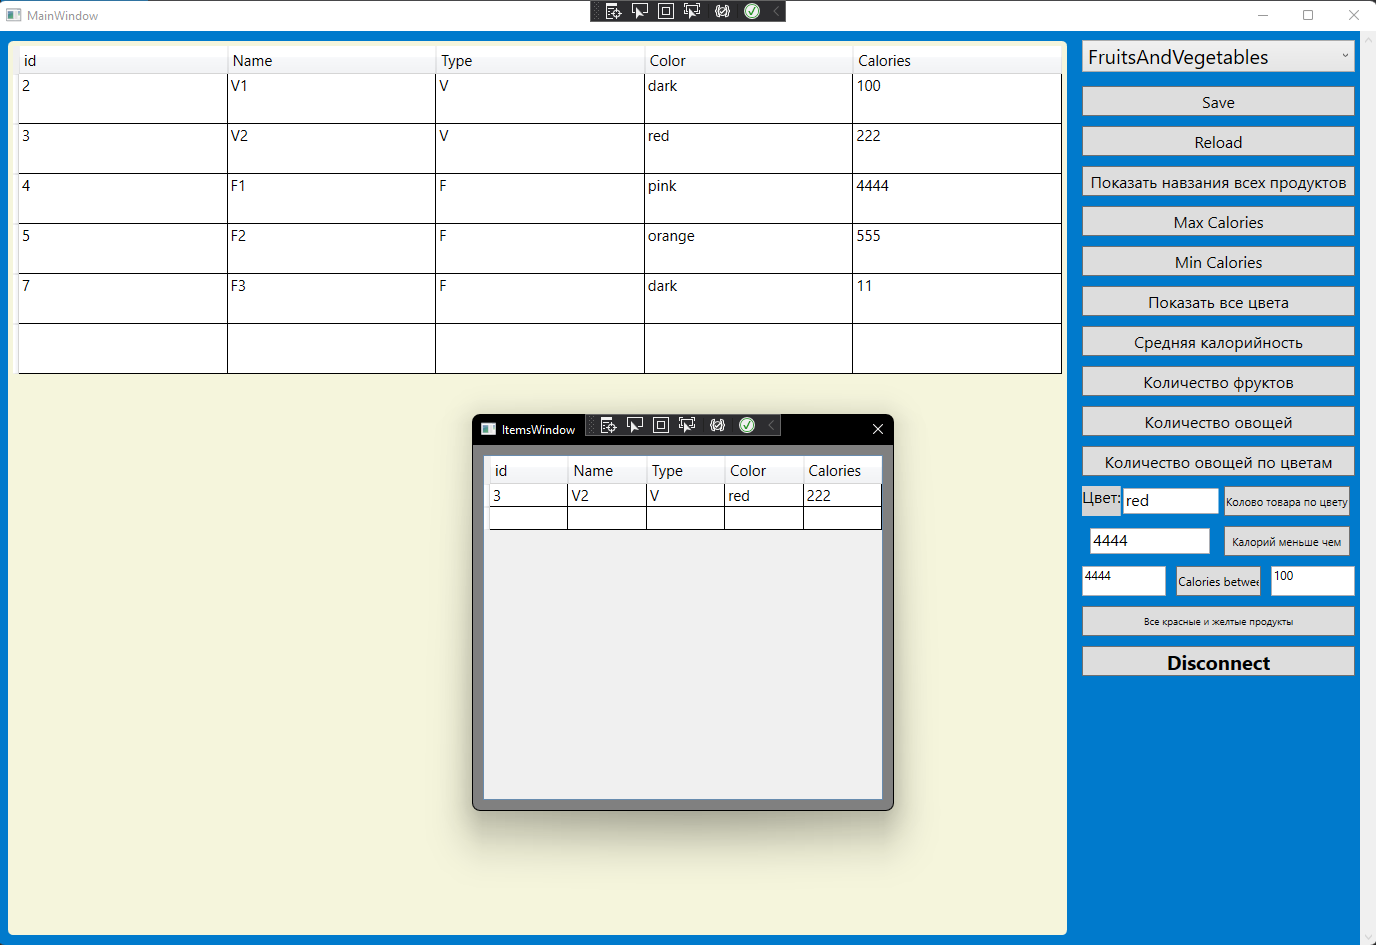 MainWindow
id Name Type Color Calories
2 V1 V dark 100
3 V2 V red 222
4 F1 F pink 4444
5 F2 F orange 555
7 F3 F dark 11
ItemsWindow
id Name Type Color Calories
3 V2 V red 222
FruitsAndVegetables
Save
Reload
Показать навзания всех продуктов
Max Calories
Min Calories
Показать все цвета
Средняя калорийность
Количество фруктов
Количество овощей
Количество овощей по цветам
Цвет: red Колово товара по цвету
4444 Калорий меньше чем
4444 Calories betwee 100
Все красные и желтые продукты
Disconnect